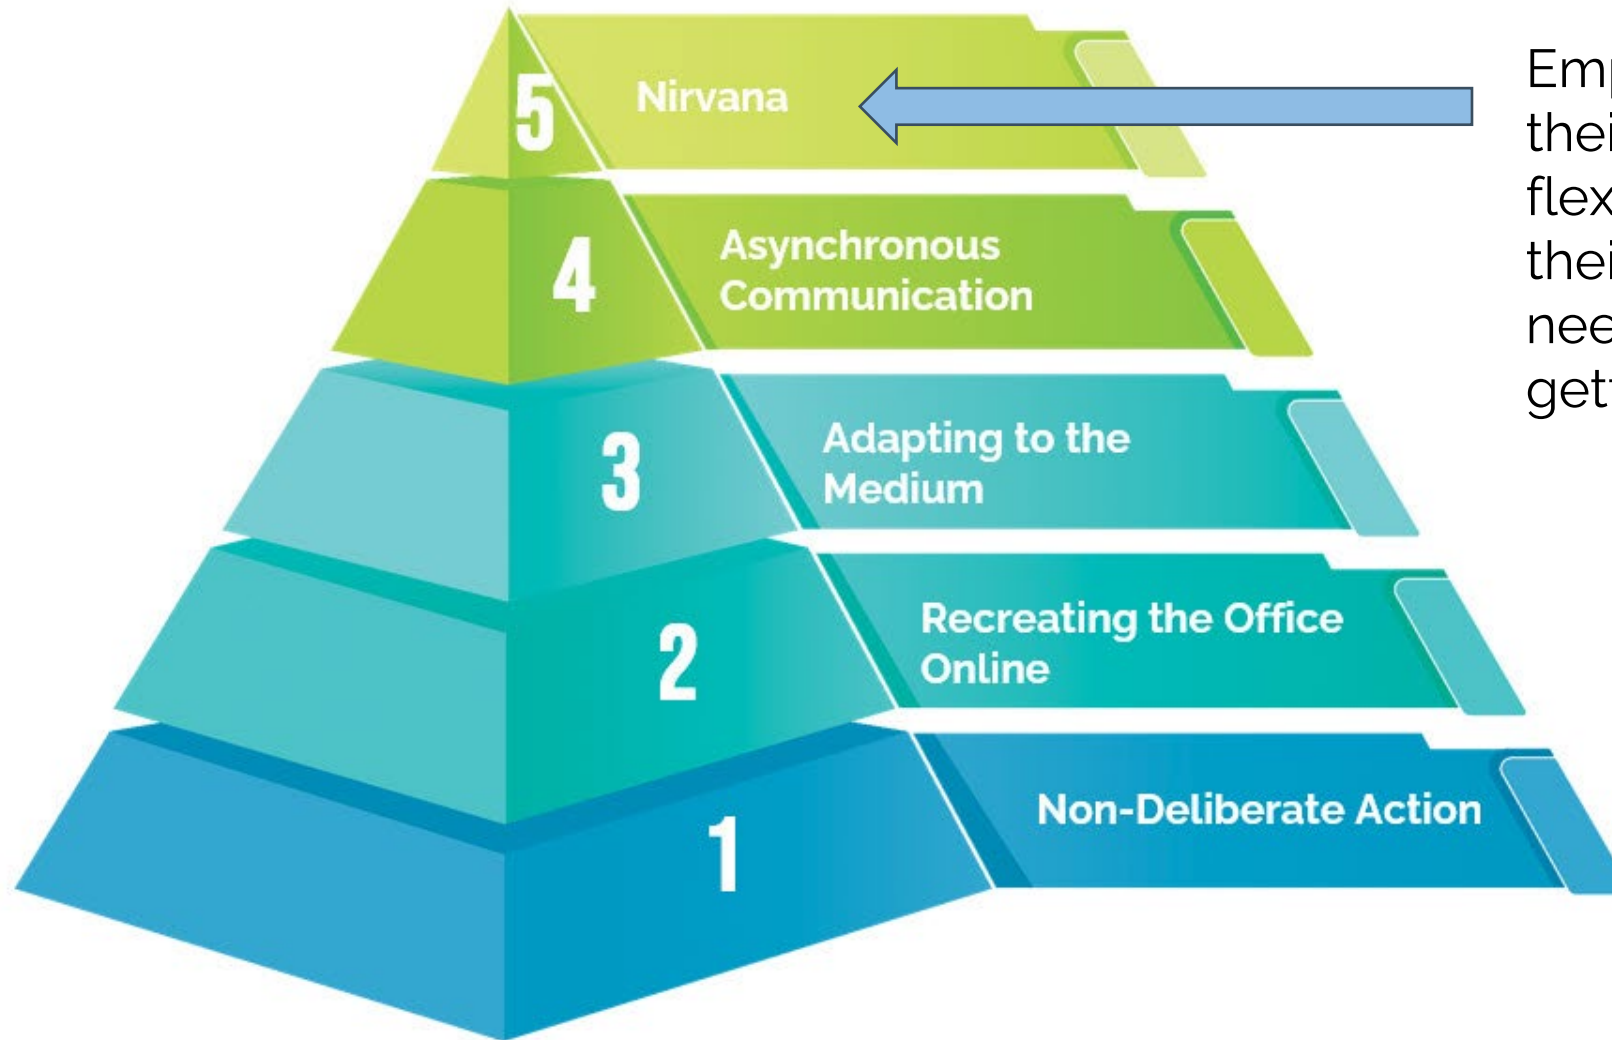 5
Nirvana
4
Asynchronous
Communication
3
Adapting to the
Medium
2
Recreating the Office
Online
1
Non-Deliberate Action